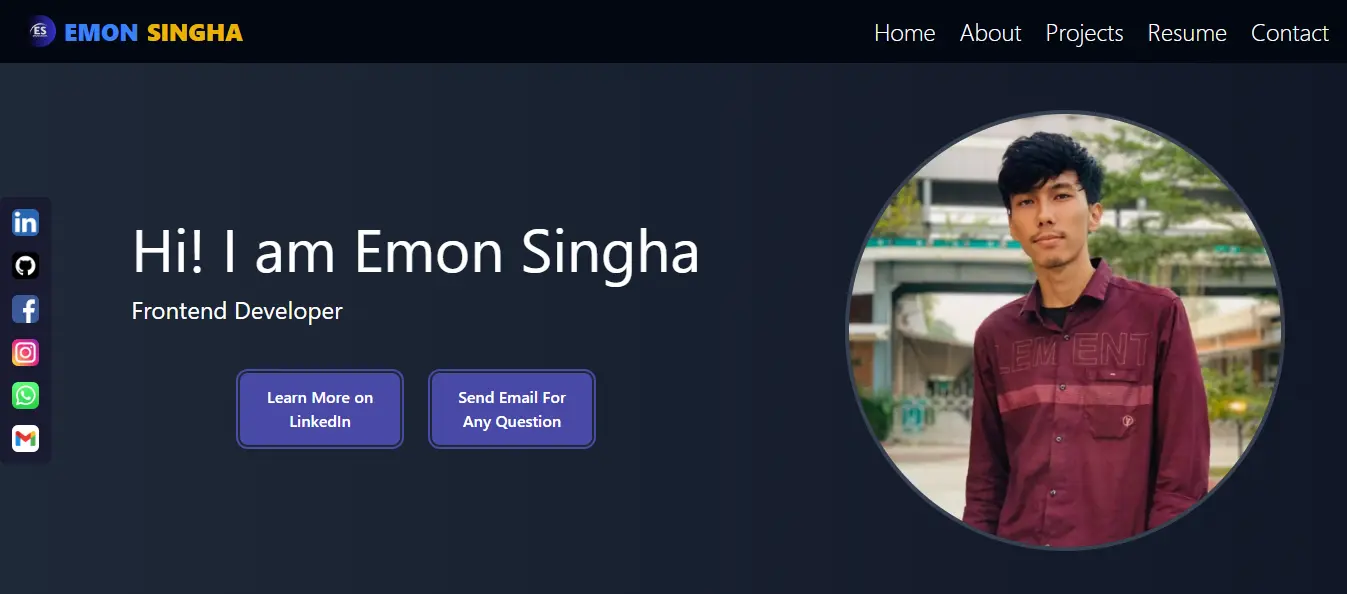 ES
EMON SINGHA
Home About Projects Resume Contact
in
Hi! I am Emon Singha
Frontend Developer
Learn More on
LinkedIn
Send Email For
Any Question
LEMENT